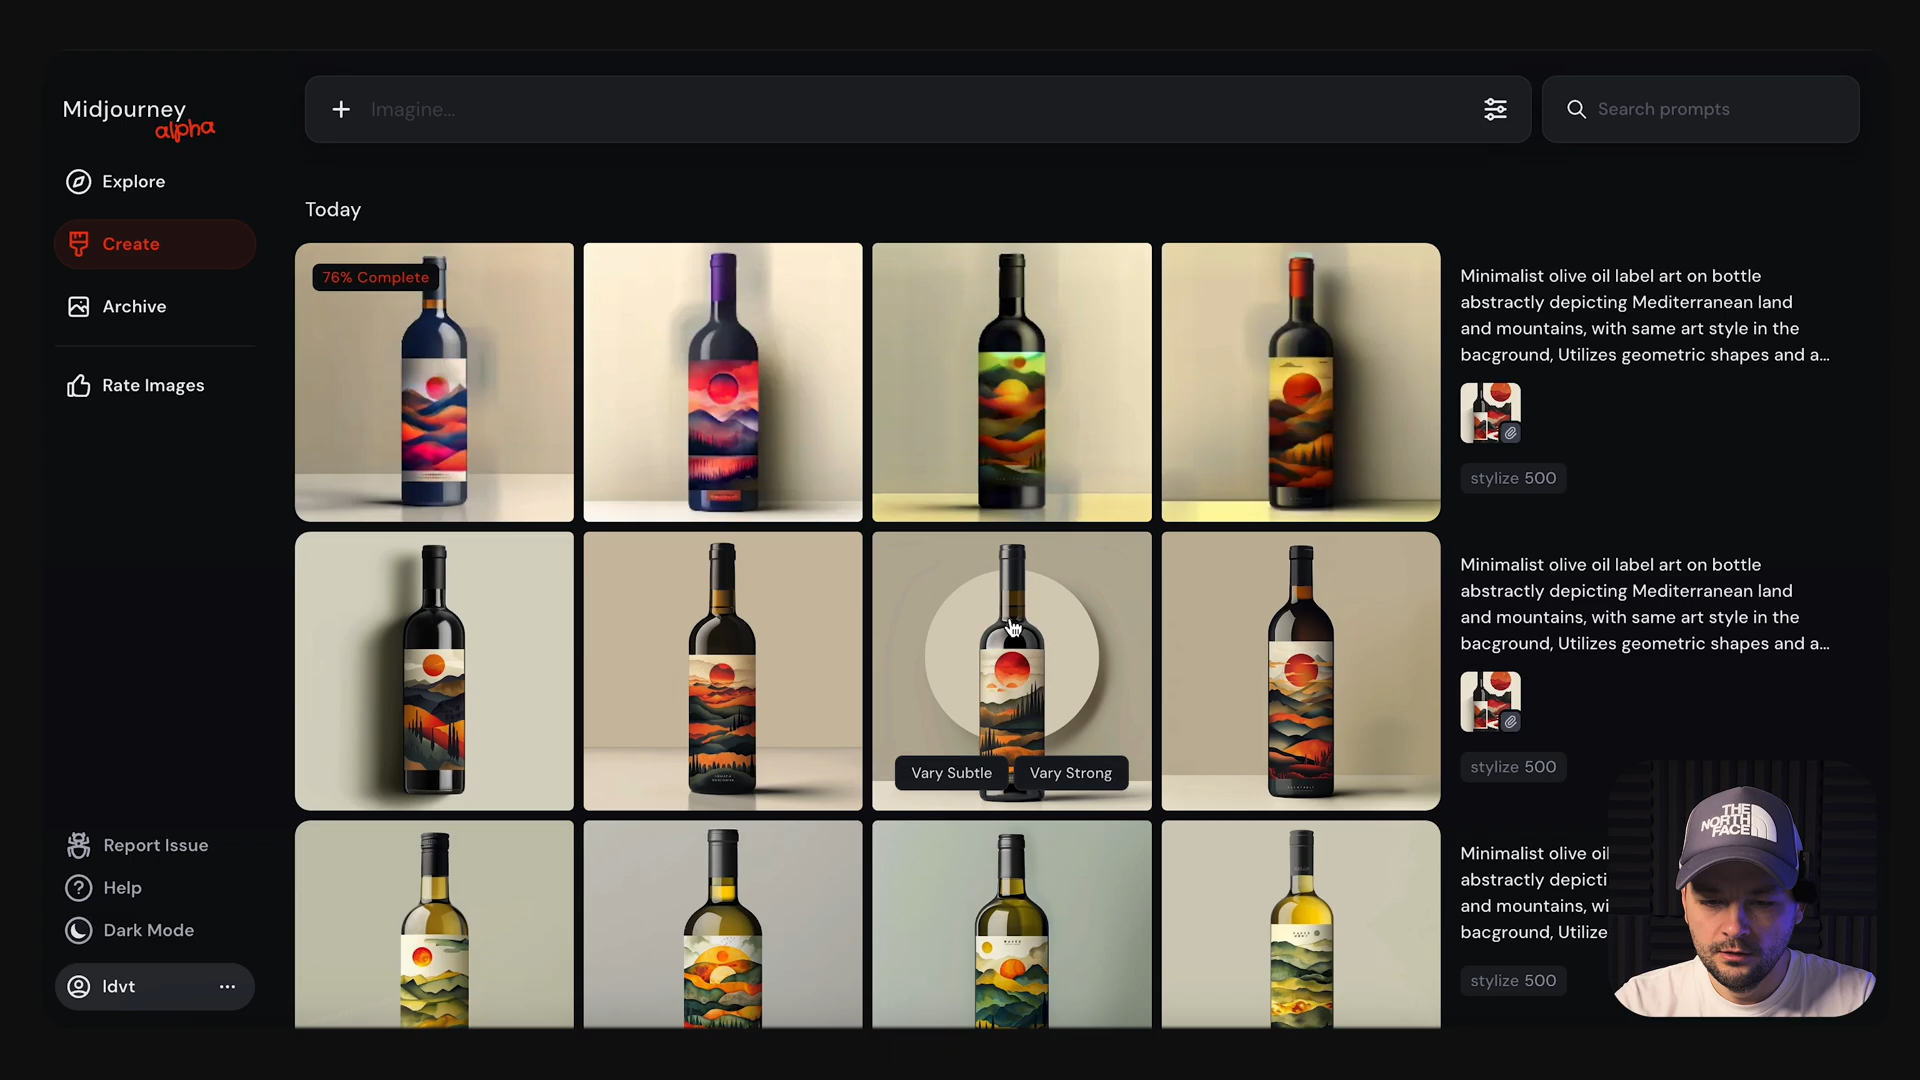 Midjourney
alpha
Imagine...
Search prompts
Explore
Create
Archive
Rate Images
Today
76% Complete
Minimalist olive oil label art on bottle
abstractly depicting Mediterranean land
and mountains, with same art style in the
bacground, Utilizes geometric shapes and a...
stylize 500
Minimalist olive oil label art on bottle
abstractly depicting Mediterranean land
and mountains, with same art style in the
bacground, Utilizes geometric shapes and a...
stylize 500
Vary Subtle
Vary Strong
Minimalist olive oil
abstractly depicti
and mountains, wi
bacground, Utilize
stylize 500
THE
NORTH
FACE
Report Issue
Help
Dark Mode
ldvt